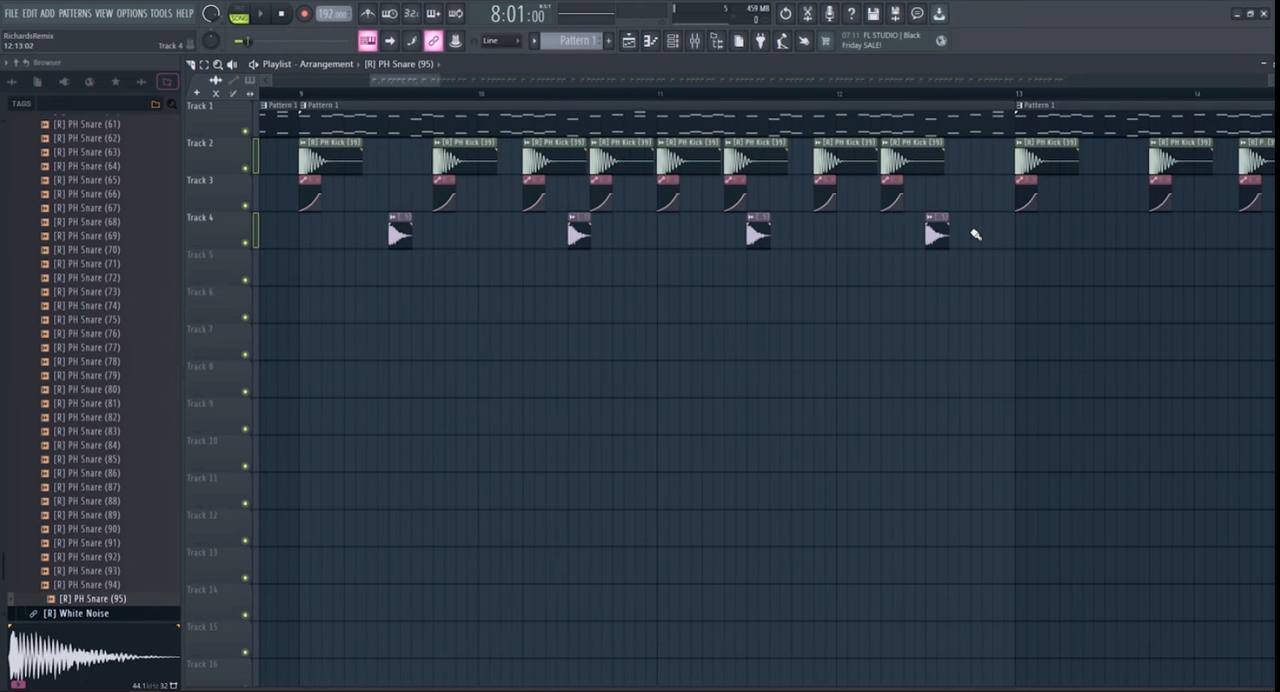 FILE EDIT ADD PATTERNS VIEW OPTIONS TOOLS HELP
SONG
192.000
32:
8:01:00
B:S:T
5
459 MB
0
RichardsRemix
12:13:02
Track 4
Line
Pattern 1
07:11 FL STUDIO | Black
Friday SALE!
Browser
Playlist - Arrangement › [R] PH Snare (95) ›
TAGS
9 10 11 12 13 14
Track 1
Pattern 1
Pattern 1
Pattern 1
Track 2
[R] PH Kick [39]
[R] PH Kick [39]
[R] PH Kick [39]
[R] PH Kick [39]
[R] PH Kick [39]
[R] PH Kick [39]
[R] PH Kick [39]
[R] PH Kick [39]
[R] PH Kick [39]
[R] PH Kick [39]
Track 3
Track 4
Track 5
Track 6
Track 7
Track 8
Track 9
Track 10
Track 11
Track 12
Track 13
Track 14
Track 15
Track 16
[R] PH Snare (61)
[R] PH Snare (62)
[R] PH Snare (63)
[R] PH Snare (64)
[R] PH Snare (65)
[R] PH Snare (66)
[R] PH Snare (67)
[R] PH Snare (68)
[R] PH Snare (69)
[R] PH Snare (70)
[R] PH Snare (71)
[R] PH Snare (72)
[R] PH Snare (73)
[R] PH Snare (74)
[R] PH Snare (75)
[R] PH Snare (76)
[R] PH Snare (77)
[R] PH Snare (78)
[R] PH Snare (79)
[R] PH Snare (80)
[R] PH Snare (81)
[R] PH Snare (82)
[R] PH Snare (83)
[R] PH Snare (84)
[R] PH Snare (85)
[R] PH Snare (86)
[R] PH Snare (87)
[R] PH Snare (88)
[R] PH Snare (89)
[R] PH Snare (90)
[R] PH Snare (91)
[R] PH Snare (92)
[R] PH Snare (93)
[R] PH Snare (94)
[R] PH Snare (95)
[R] White Noise
44.1kHz 32